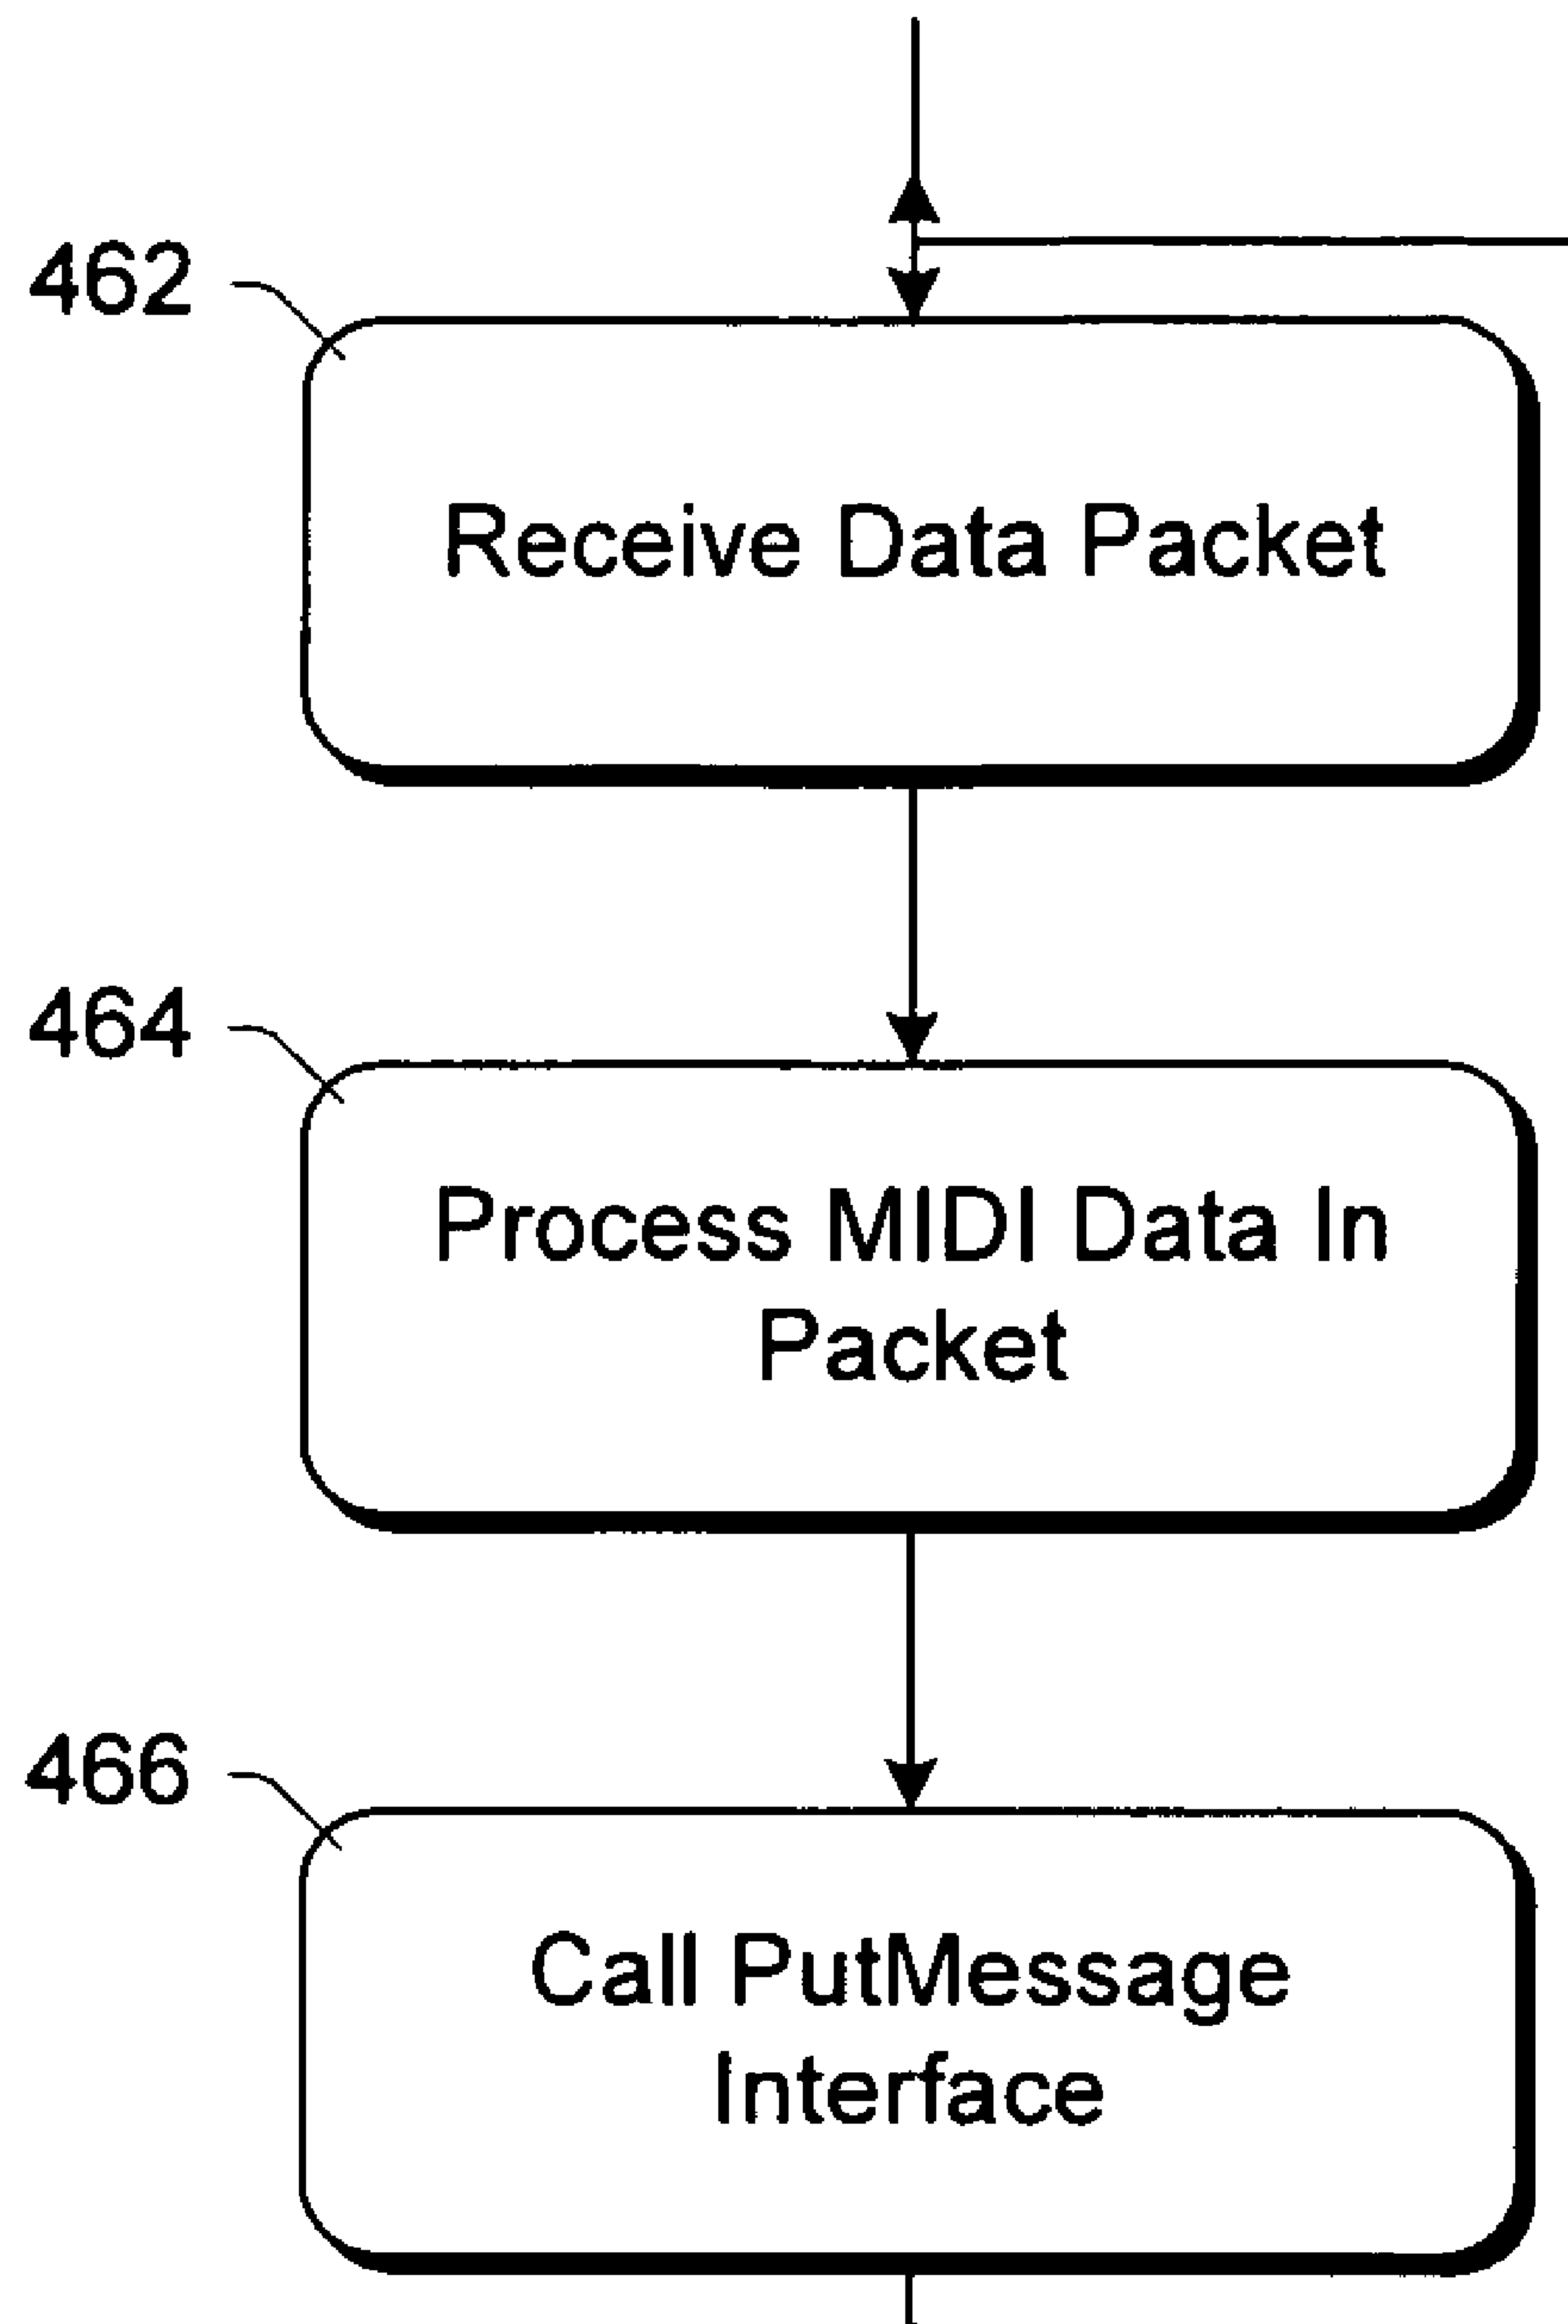 462
Receive Data Packet
464
Process MIDI Data In
Packet
466
Call PutMessage
Interface